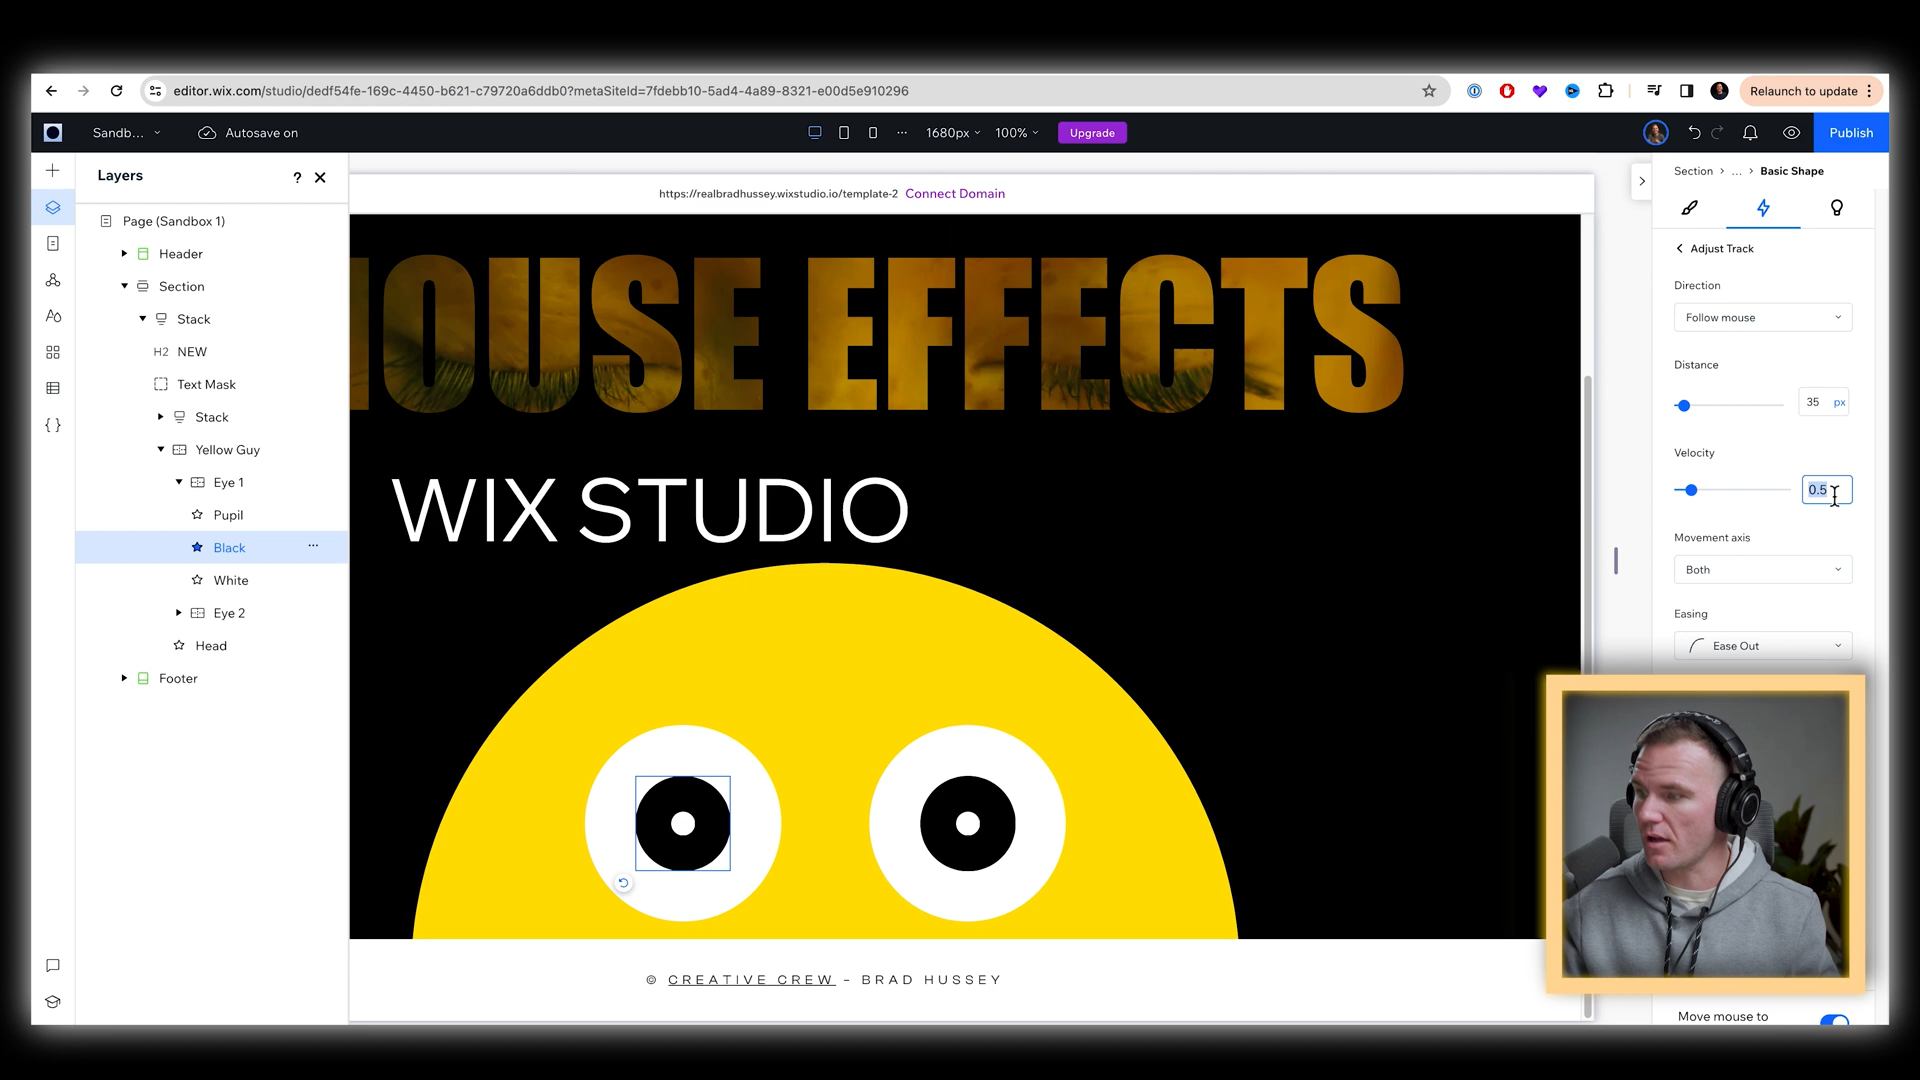 editor.wix.com/studio/dedf54fe-169c-4450-b621-c79720a6ddb0?metaSiteId=7fdebb10-5ad4-4a89-8321-e00d5e910296
Relaunch to update
Sandb...
Autosave on
1680px
100%
Upgrade
Publish
Layers
?
Page (Sandbox 1)
Header
Section
Stack
H2 NEW
Text Mask
Stack
Yellow Guy
Eye 1
Pupil
Black
White
Eye 2
Head
Footer
https://realbradhussey.wixstudio.io/template-2 Connect Domain
OUSE EFFECTS
WIX STUDIO
© CREATIVE CREW – BRAD HUSSEY
Section > ... > Basic Shape
Adjust Track
Direction
Follow mouse
Distance
35 px
Velocity
0.5
Movement axis
Both
Easing
Ease Out
Move mouse to